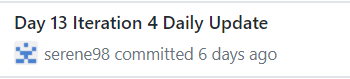 Day 13 Iteration 4 Daily Update
serene98 committed 6 days ago